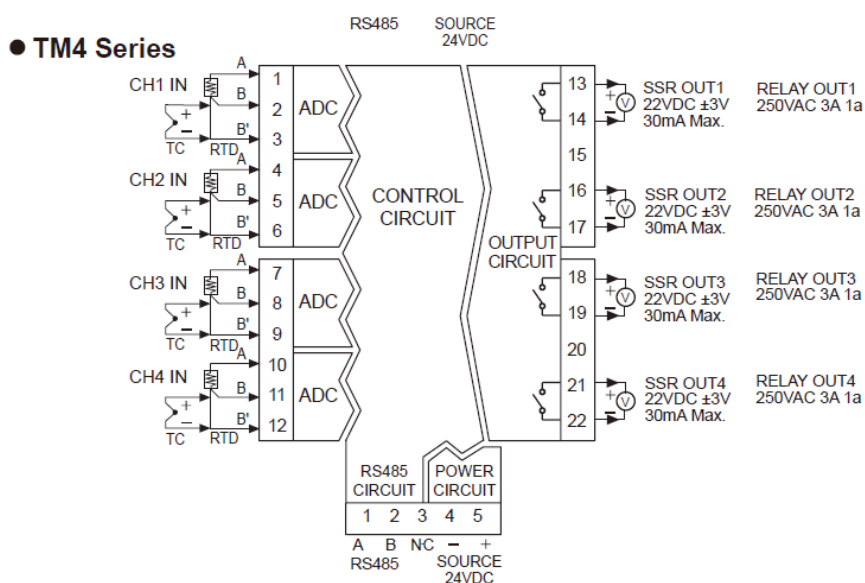 RS485
SOURCE
24VDC
● TM4 Series
CH1 IN
A
B
B'
TC
RTD
+
−
1
2
3
ADC
CH2 IN
A
B
B'
TC
RTD
+
−
4
5
6
ADC
CH3 IN
A
B
B'
TC
RTD
+
−
7
8
9
ADC
CH4 IN
A
B
B'
TC
RTD
+
−
10
11
12
ADC
CONTROL
CIRCUIT
OUTPUT
CIRCUIT
13
14
15
16
17
18
19
20
21
22
+
V
−
SSR OUT1
22VDC ±3V
30mA Max.
RELAY OUT1
250VAC 3A 1a
+
V
−
SSR OUT2
22VDC ±3V
30mA Max.
RELAY OUT2
250VAC 3A 1a
+
V
−
SSR OUT3
22VDC ±3V
30mA Max.
RELAY OUT3
250VAC 3A 1a
+
V
−
SSR OUT4
22VDC ±3V
30mA Max.
RELAY OUT4
250VAC 3A 1a
RS485
CIRCUIT
POWER
CIRCUIT
1 2 3 4 5
A B NC − +
RS485
SOURCE
24VDC